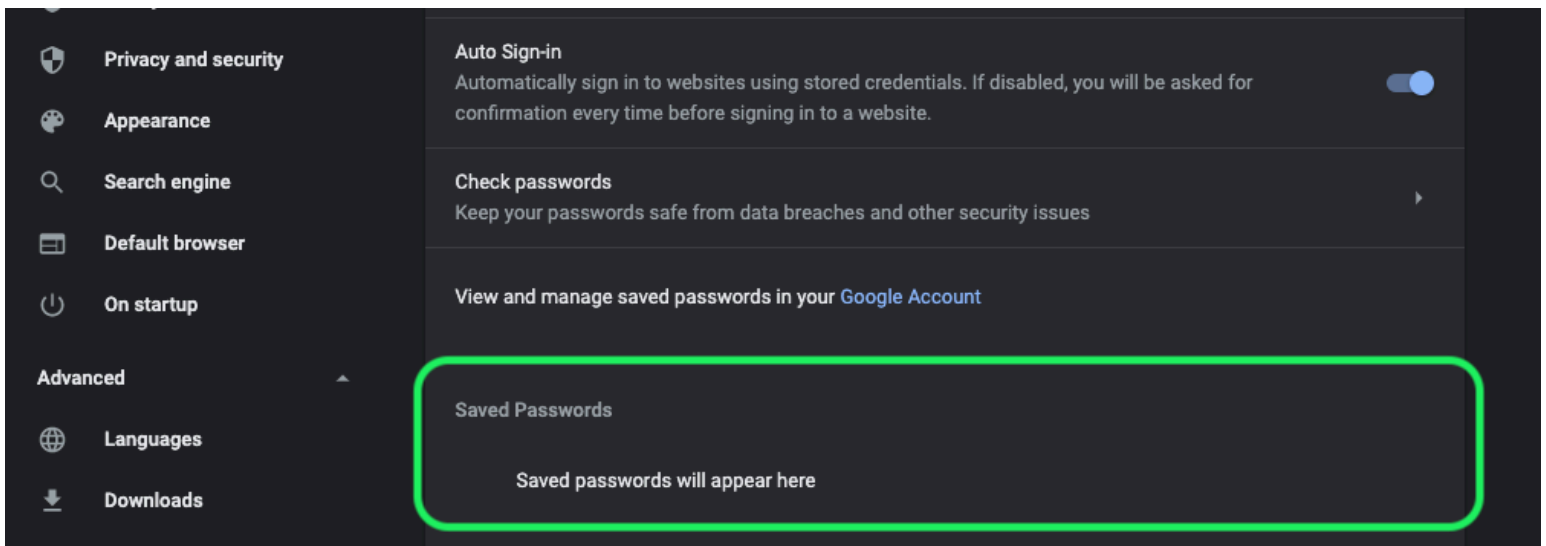 Privacy and security
Appearance
Search engine
Default browser
On startup
Advanced
Languages
Downloads
Auto Sign-in
Automatically sign in to websites using stored credentials. If disabled, you will be asked for
confirmation every time before signing in to a website.
Check passwords
Keep your passwords safe from data breaches and other security issues
View and manage saved passwords in your Google Account
Saved Passwords
Saved passwords will appear here